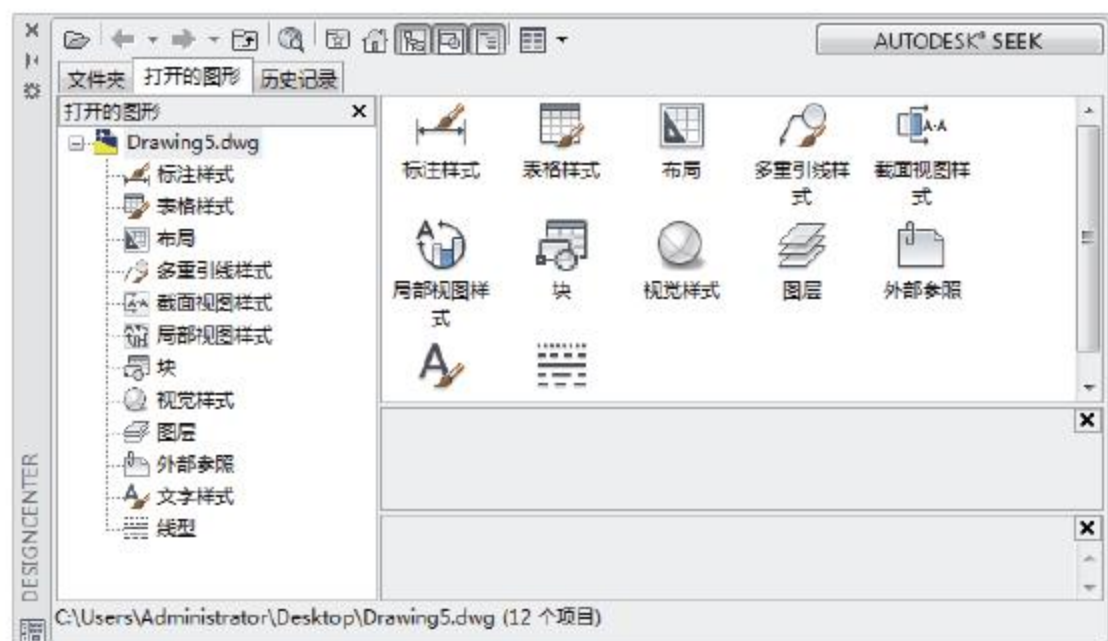 AUTODESK® SEEK
文件夹 打开的图形 历史记录
打开的图形
Drawing5.dwg
标注样式
表格样式
布局
多重引线样式
截面视图样式
局部视图样式
块
视觉样式
图层
外部参照
文字样式
线型
标注样式 表格样式 布局 多重引线样 截面视图样
式 式
局部视图样 块 视觉样式 图层 外部参照
式
DESIGNCENTER
C:\Users\Administrator\Desktop\Drawing5.dwg (12 个项目)